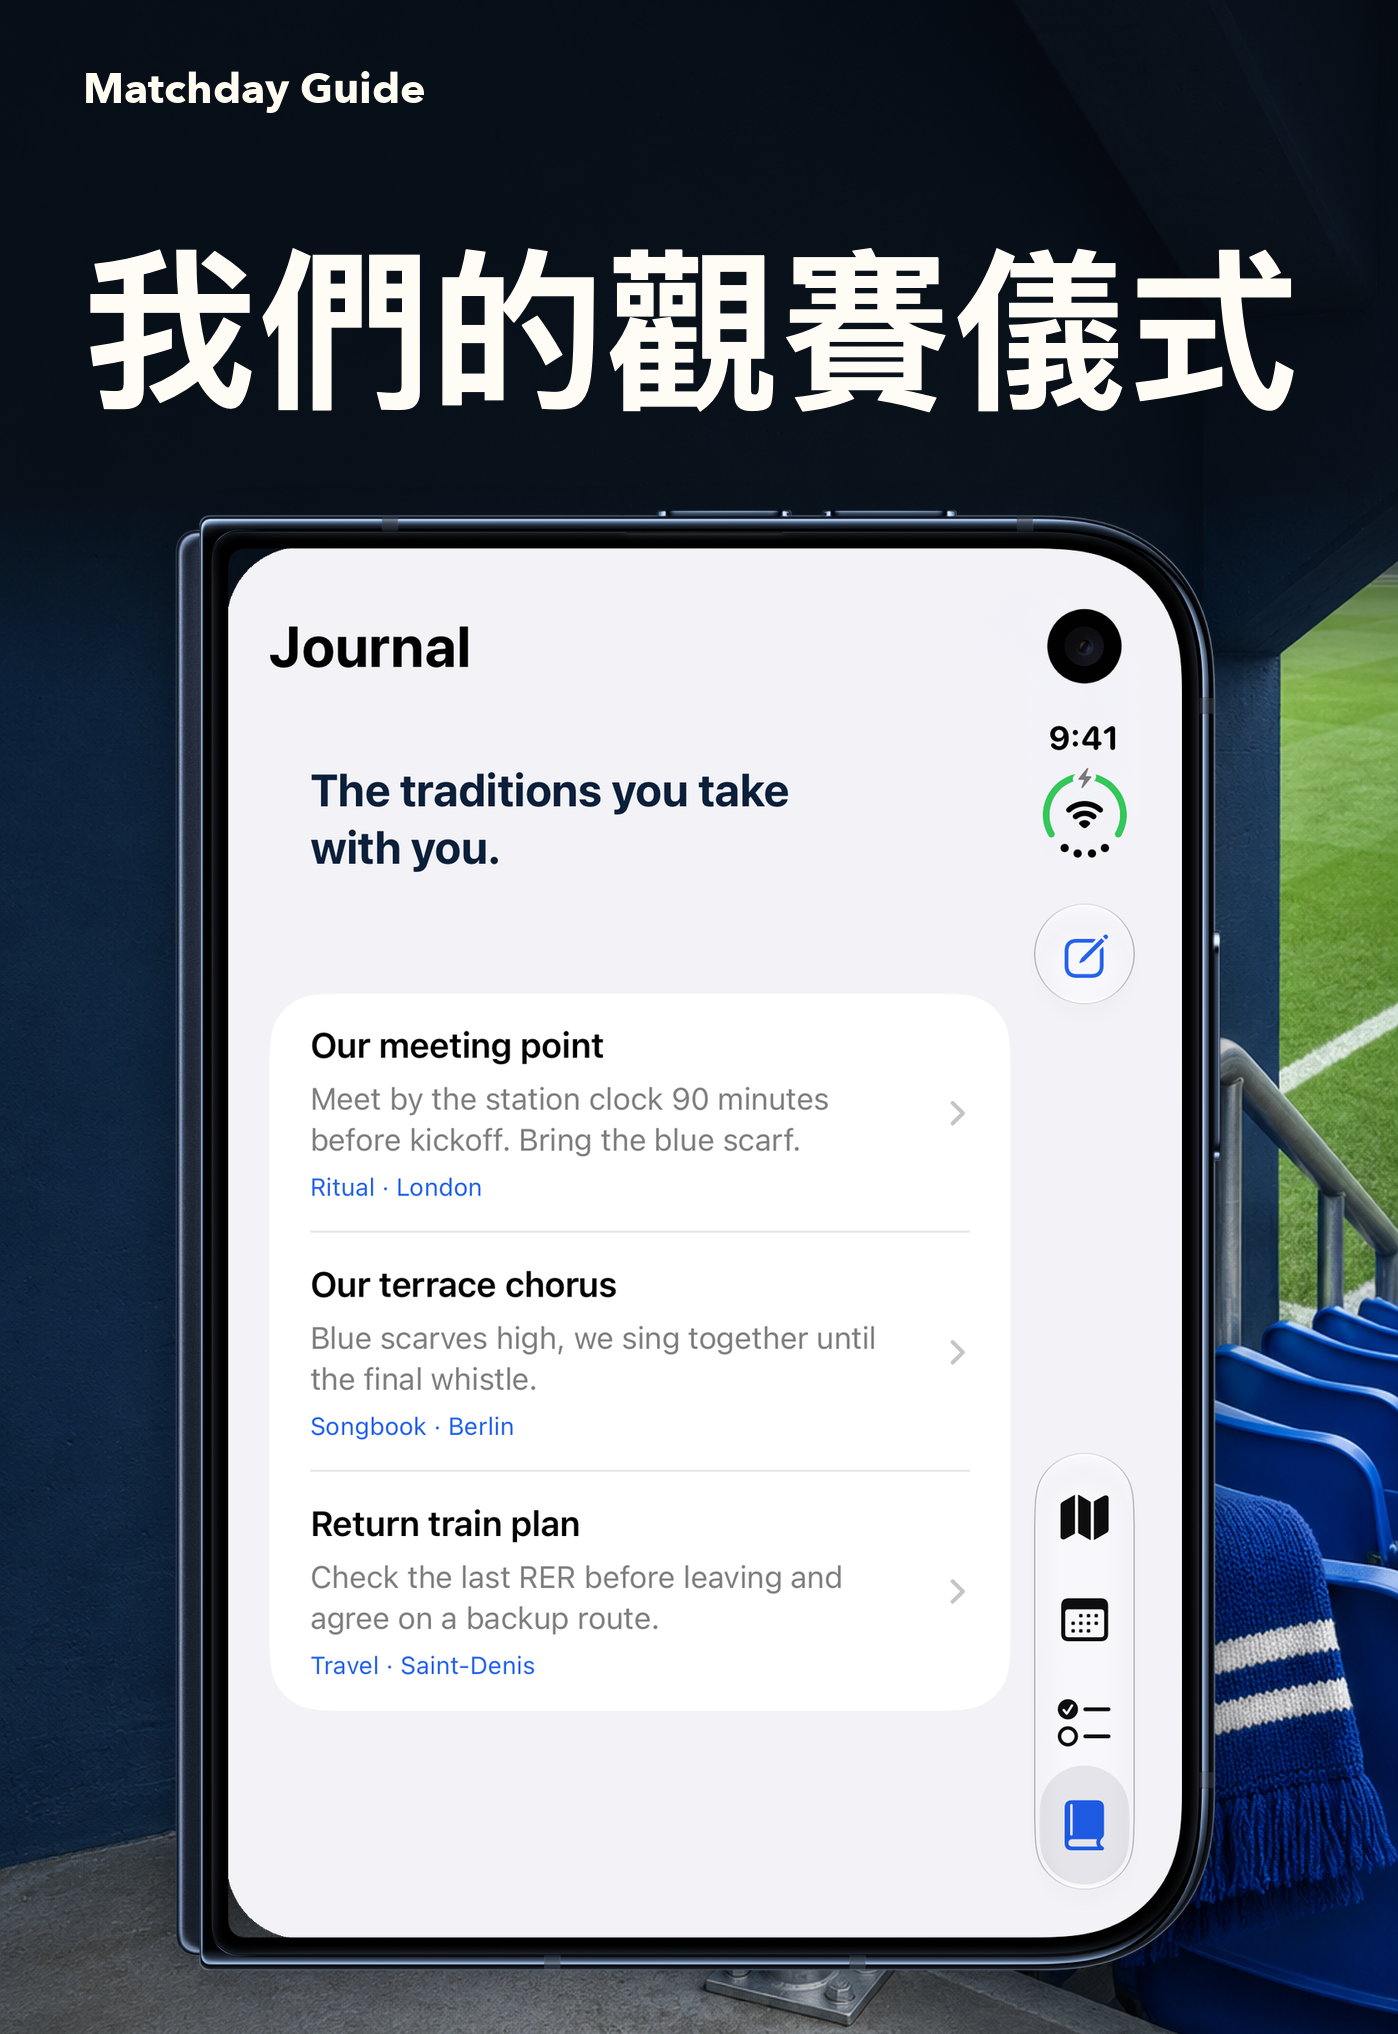 Matchday Guide
我們的觀賽儀式
Journal
9:41
The traditions you take
with you.
Our meeting point
Meet by the station clock 90 minutes
before kickoff. Bring the blue scarf.
Ritual · London
Our terrace chorus
Blue scarves high, we sing together until
the final whistle.
Songbook · Berlin
Return train plan
Check the last RER before leaving and
agree on a backup route.
Travel · Saint-Denis